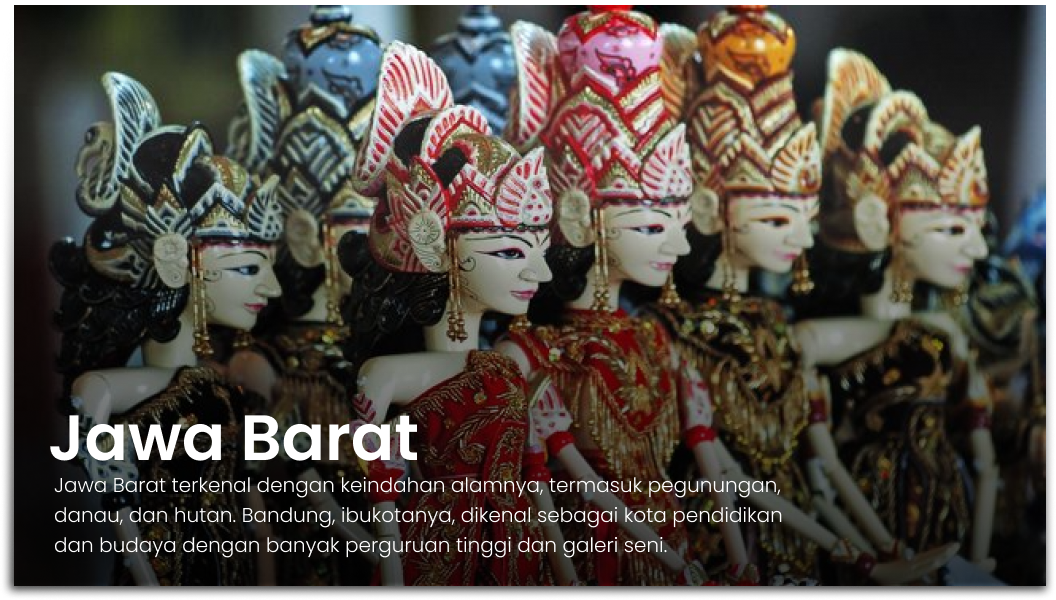 Jawa Barat
Jawa Barat terkenal dengan keindahan alamnya, termasuk pegunungan,
danau, dan hutan. Bandung, ibukotanya, dikenal sebagai kota pendidikan
dan budaya dengan banyak perguruan tinggi dan galeri seni.